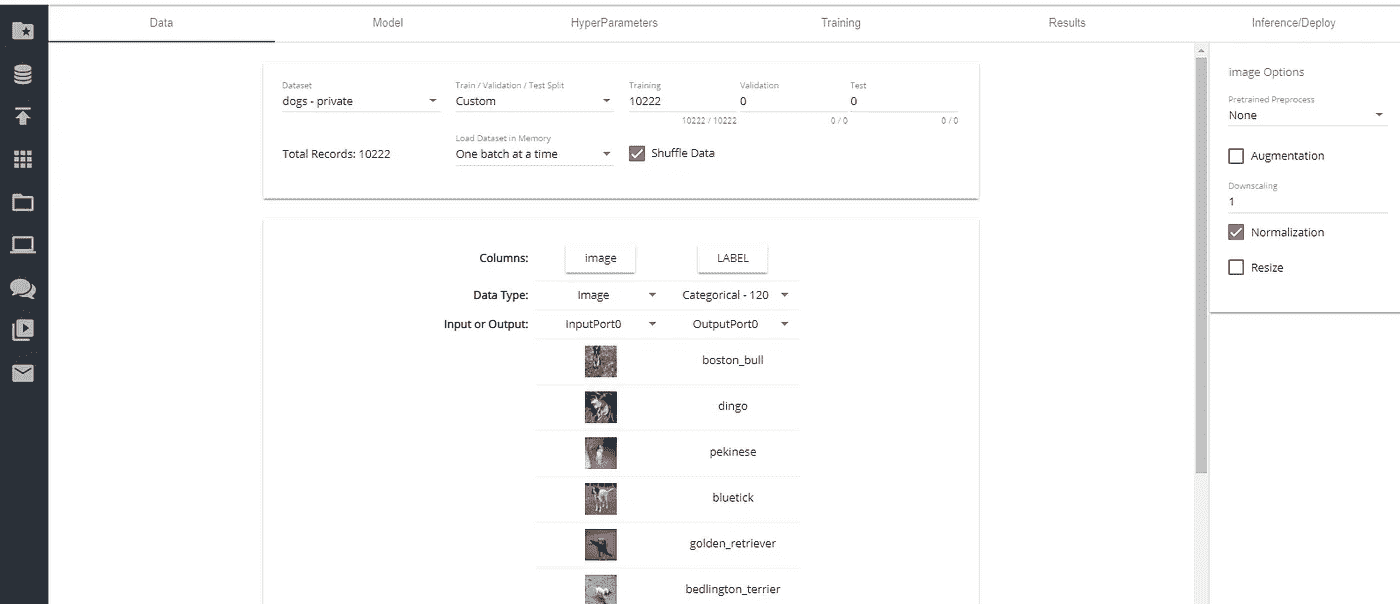 Data Model HyperParameters Training Results Inference/Deploy
Dataset Train / Validation / Test Split Training Validation Test
dogs - private Custom 10222 0 0
10222 / 10222 0 / 0 0 / 0
Load Dataset in Memory
Total Records: 10222 One batch at a time Shuffle Data
Columns: image LABEL
Data Type: Image Categorical - 120
Input or Output: InputPort0 OutputPort0
boston_bull
dingo
pekinese
bluetick
golden_retriever
bedlington_terrier
Image Options
Pretrained Preprocess
None
Augmentation
Downscaling
1
Normalization
Resize